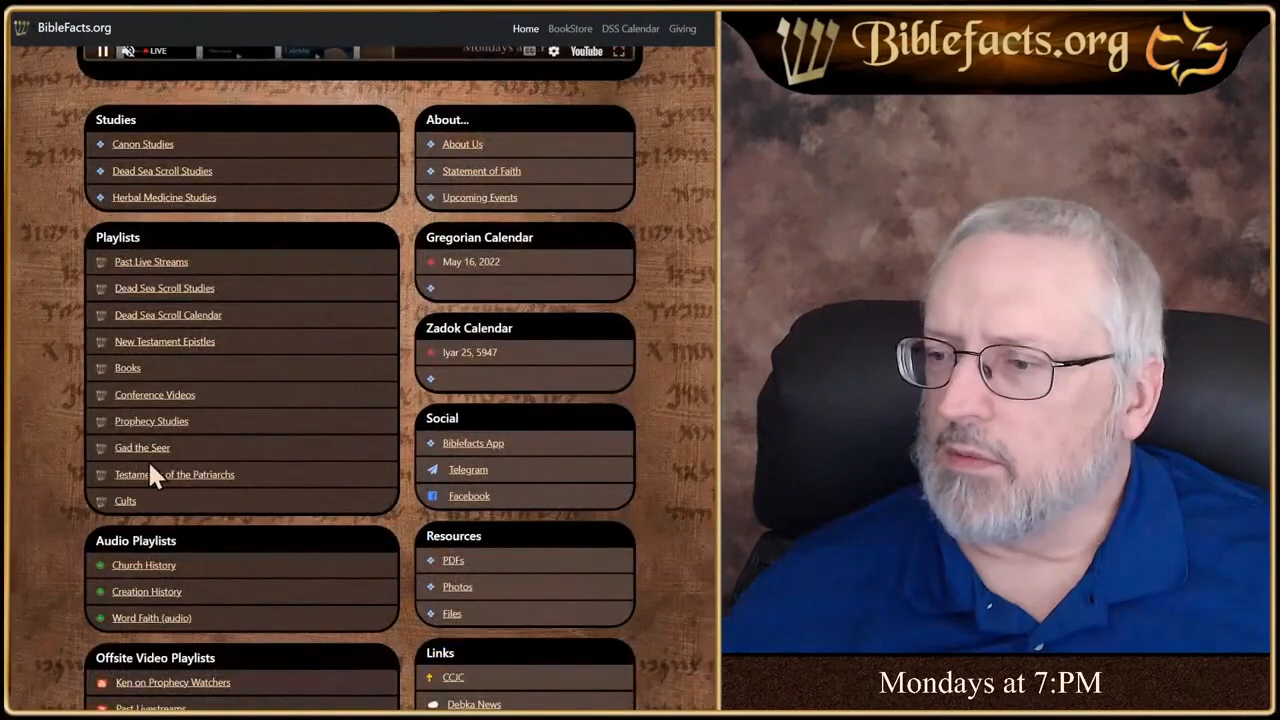 BibleFacts.org
Home BookStore DSS Calendar Giving
LIVE
Mondays at
YouTube
Studies
Canon Studies
Dead Sea Scroll Studies
Herbal Medicine Studies
Playlists
Past Live Streams
Dead Sea Scroll Studies
Dead Sea Scroll Calendar
New Testament Epistles
Books
Conference Videos
Prophecy Studies
Gad the Seer
of the Patriarchs
Cults
Audio Playlists
Church History
Creation History
Word Faith (audio)
Offsite Video Playlists
Ken on Prophecy Watchers
Past Livestreams
About...
About Us
Statement of Faith
Upcoming Events
Gregorian Calendar
May 16, 2022
Zadok Calendar
Iyar 25, 5947
Social
Biblefacts App
Telegram
Facebook
Resources
PDFs
Photos
Files
Links
CCJC
Debka News
Biblefacts.org
Mondays at 7:PM